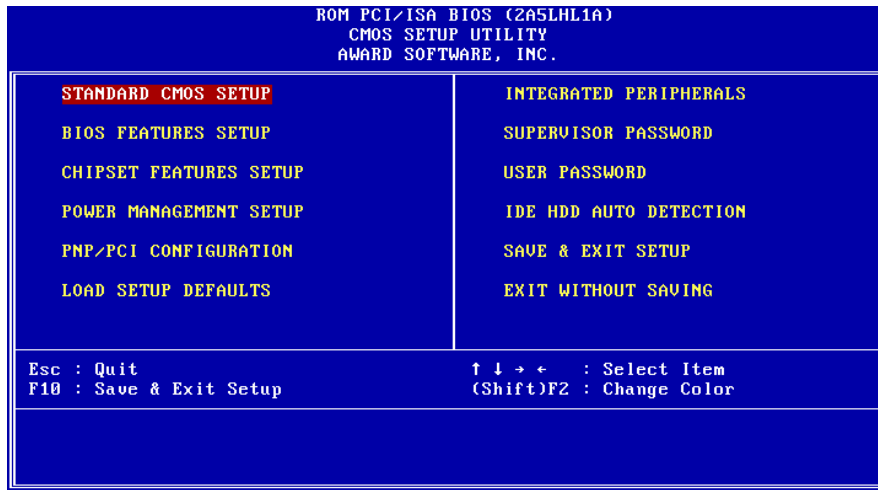 ROM PCI/ISA BIOS (2A5LHL1A)
CMOS SETUP UTILITY
AWARD SOFTWARE, INC.
STANDARD CMOS SETUP
BIOS FEATURES SETUP
CHIPSET FEATURES SETUP
POWER MANAGEMENT SETUP
PNP/PCI CONFIGURATION
LOAD SETUP DEFAULTS
INTEGRATED PERIPHERALS
SUPERVISOR PASSWORD
USER PASSWORD
IDE HDD AUTO DETECTION
SAVE & EXIT SETUP
EXIT WITHOUT SAVING
Esc : Quit
F10 : Save & Exit Setup
↑ ↓ → ← : Select Item
(Shift)F2 : Change Color